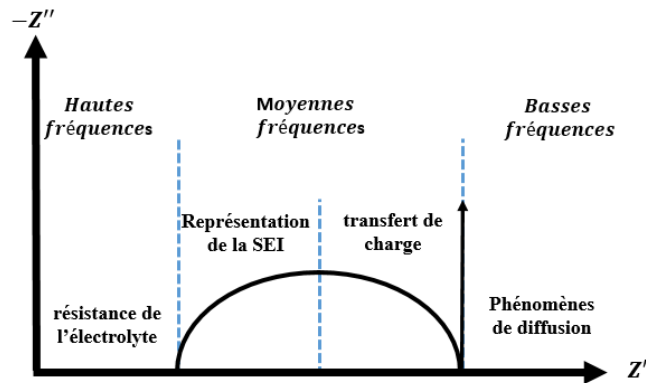 −Z''
Hautes
fréquences
Moyennes
fréquences
Basses
fréquences
Représentation
de la SEI
transfert de
charge
résistance de
l'électrolyte
Phénomènes
de diffusion
Z'